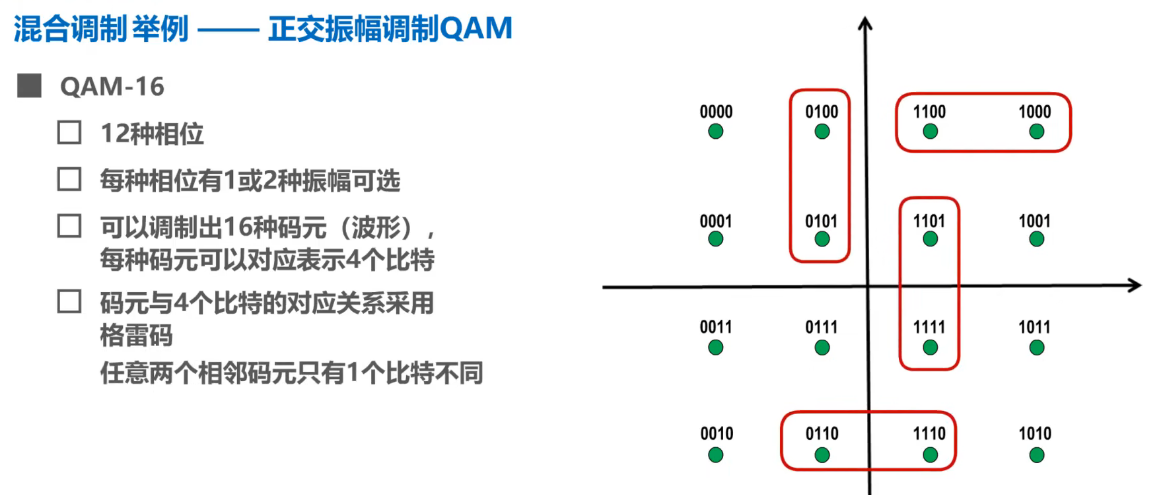 混合调制 举例 —— 正交振幅调制QAM
QAM-16
12种相位
每种相位有1或2种振幅可选
可以调制出16种码元（波形），
每种码元可以对应表示4个比特
码元与4个比特的对应关系采用
格雷码
任意两个相邻码元只有1个比特不同
0000 0100 1100 1000
0001 0101 1101 1001
0011 0111 1111 1011
0010 0110 1110 1010